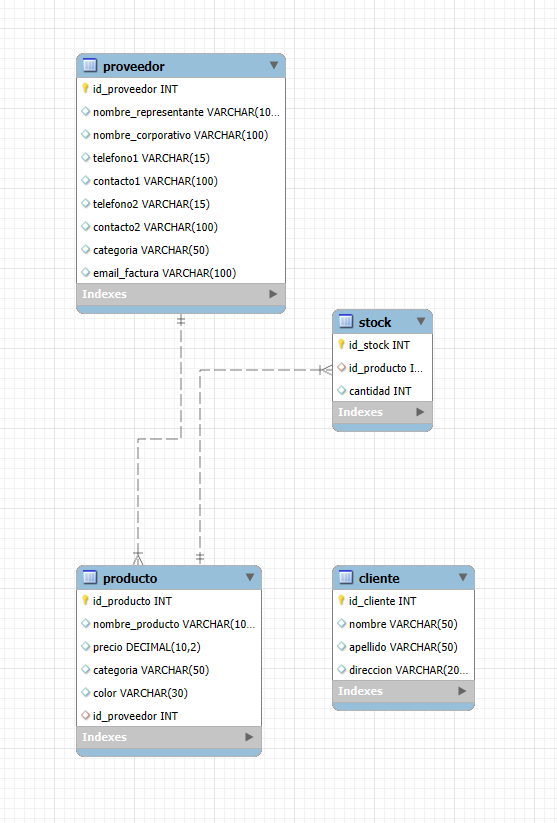 proveedor
id_proveedor INT
nombre_representante VARCHAR(10...
nombre_corporativo VARCHAR(100)
telefono1 VARCHAR(15)
contacto1 VARCHAR(100)
telefono2 VARCHAR(15)
contacto2 VARCHAR(100)
categoria VARCHAR(50)
email_factura VARCHAR(100)
Indexes
stock
id_stock INT
id_producto I...
cantidad INT
Indexes
producto
id_producto INT
nombre_producto VARCHAR(10...
precio DECIMAL(10,2)
categoria VARCHAR(50)
color VARCHAR(30)
id_proveedor INT
Indexes
cliente
id_cliente INT
nombre VARCHAR(50)
apellido VARCHAR(50)
direccion VARCHAR(20...
Indexes